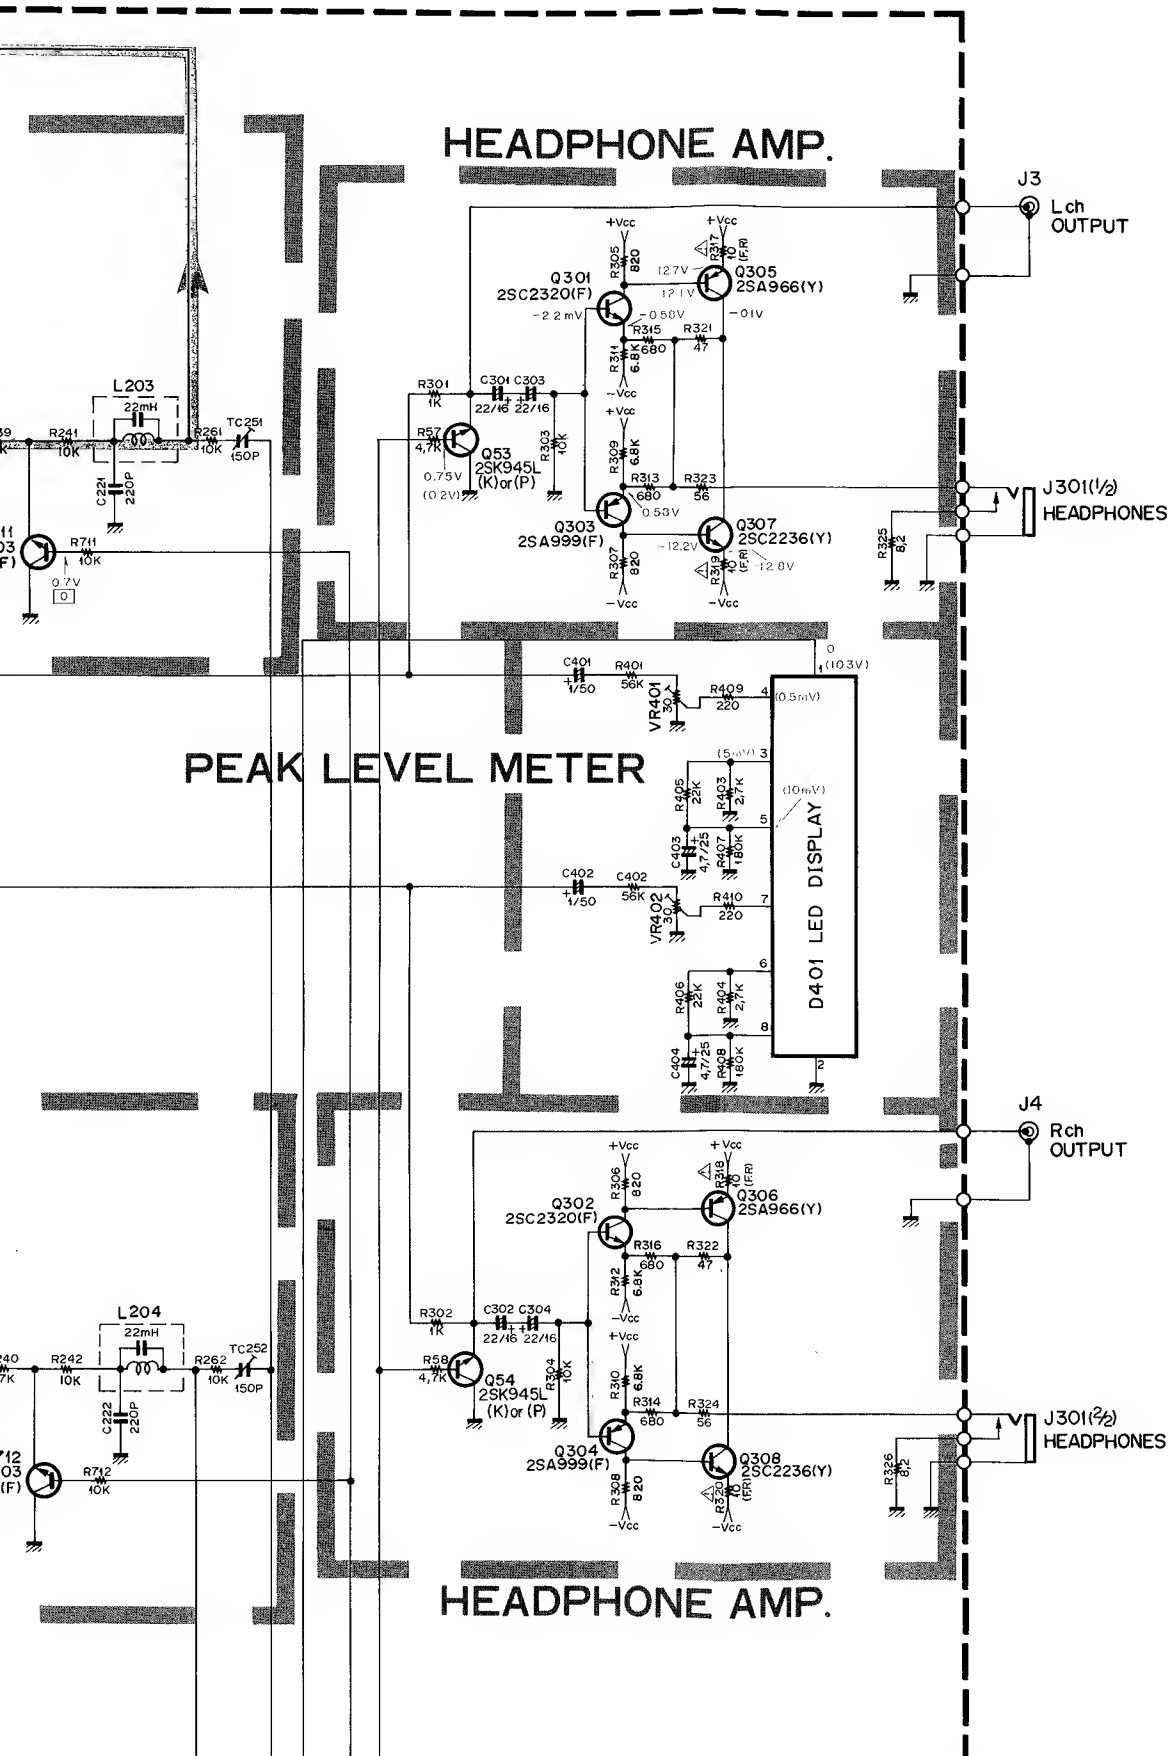 HEADPHONE AMP.
J3
L ch
OUTPUT
+Vcc
+Vcc
R305
820
R317
10
(F,R)
Q301
2SC2320(F)
12.7V
Q305
2SA966(Y)
12.1V
-2.2mV
-0.58V
-0.1V
R315
680
R321
47
R311
6.8K
-Vcc
+Vcc
L203
22mH
R301
1K
C301
22/16
C303
22/16
R303
10K
R241
10K
R261
10K
TC251
150P
R57
4,7K
Q53
2SK945L
(K)or(P)
0.75V
(0.2V)
R309
6.8K
R313
680
R323
56
C221
220P
0.53V
Q303
2SA999(F)
Q307
2SC2236(Y)
-12.2V
R307
820
R319
10
(F,R)
-12.8V
-Vcc
-Vcc
J301(1/2)
HEADPHONES
R325
8,2
R711
10K
0.7V
0
0
(10.3V)
1
C401
1/50
R401
56K
VR401
30
R409
220
4
(0.5mV)
PEAK LEVEL METER
(5mV)
3
R405
22K
R403
2,7K
(10mV)
5
C403
4,7/25
R407
180K
D401 LED DISPLAY
C402
1/50
C402
56K
VR402
30
R410
220
7
6
R406
22K
R404
2,7K
8
C404
4,7/25
R408
180K
2
J4
R ch
OUTPUT
+Vcc
+Vcc
R306
820
R318
10
(F,R)
Q302
2SC2320(F)
Q306
2SA966(Y)
R316
680
R322
47
R312
6.8K
-Vcc
+Vcc
L204
22mH
R302
1K
C302
22/16
C304
22/16
R304
10K
240
7K
R242
10K
R262
10K
TC252
150P
R58
4,7K
Q54
2SK945L
(K)or(P)
R310
6.8K
R314
680
R324
56
C222
220P
Q304
2SA999(F)
Q308
2SC2236(Y)
R308
820
R320
10
(F,R)
-Vcc
-Vcc
J301(2/2)
HEADPHONES
R326
8,2
712
03
(F)
R712
10K
HEADPHONE AMP.